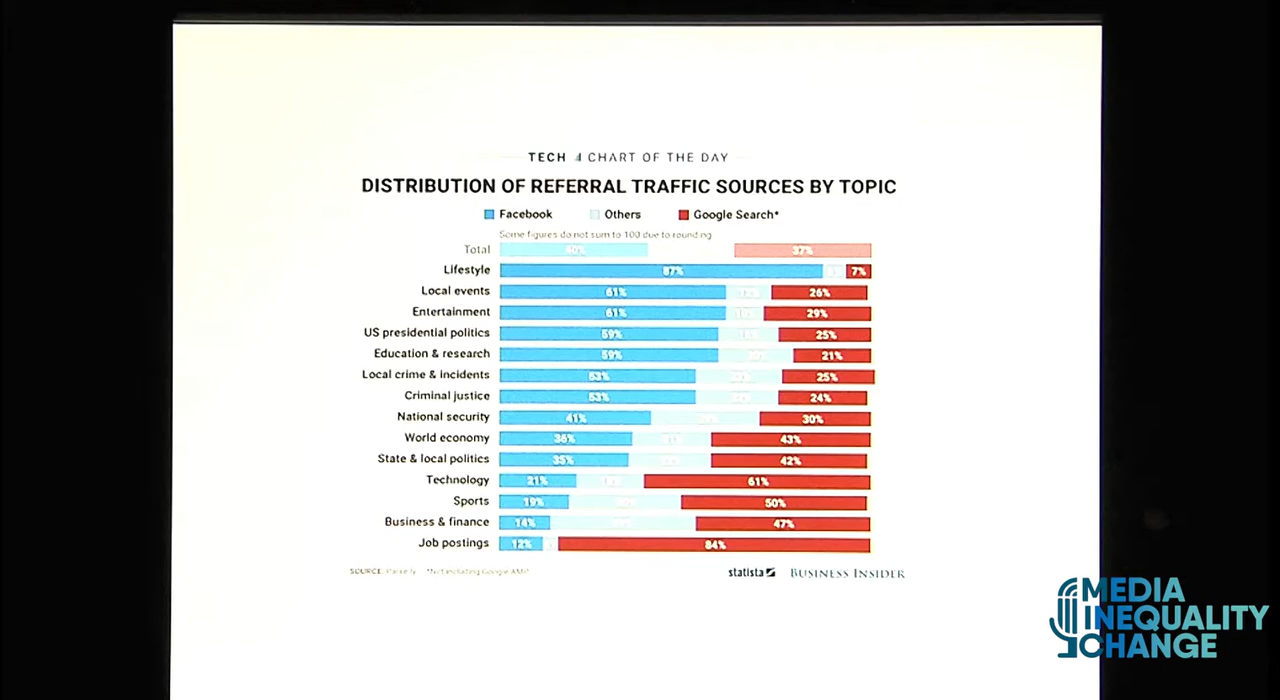 TECH CHART OF THE DAY
DISTRIBUTION OF REFERRAL TRAFFIC SOURCES BY TOPIC
Facebook Others Google Search*
Some figures do not sum to 100 due to rounding
Total 40% 37%
Lifestyle 87% 7%
Local events 61% 26%
Entertainment 61% 29%
US presidential politics 59% 25%
Education & research 59% 21%
Local crime & incidents 53% 25%
Criminal justice 53% 24%
National security 41% 30%
World economy 36% 43%
State & local politics 35% 42%
Technology 21% 61%
Sports 19% 50%
Business & finance 14% 47%
Job postings 12% 84%
SOURCE: Parse.ly *Not including Google AMP
statista BUSINESS INSIDER
MEDIA
INEQUALITY
CHANGE